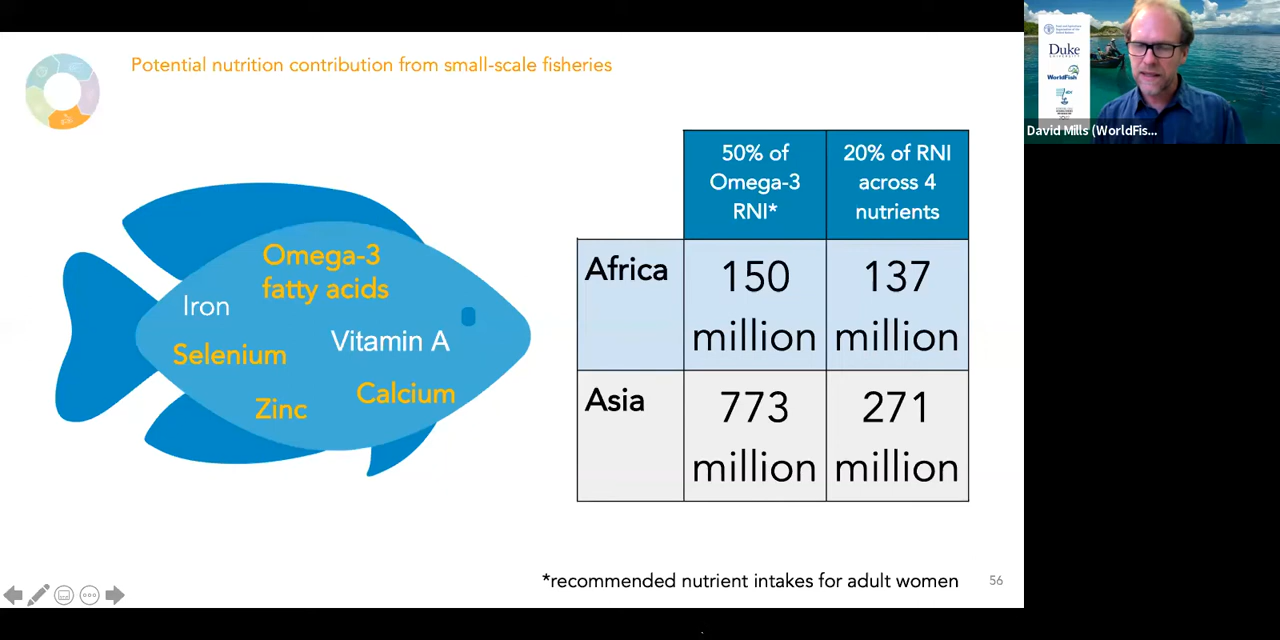 Potential nutrition contribution from small-scale fisheries
Omega-3
fatty acids
Iron
Vitamin A
Selenium
Calcium
Zinc
50% of
Omega-3
RNI*
20% of RNI
across 4
nutrients
Africa
150
million
137
million
Asia
773
million
271
million
*recommended nutrient intakes for adult women
56
Duke
WorldFish
David Mills (WorldFis...